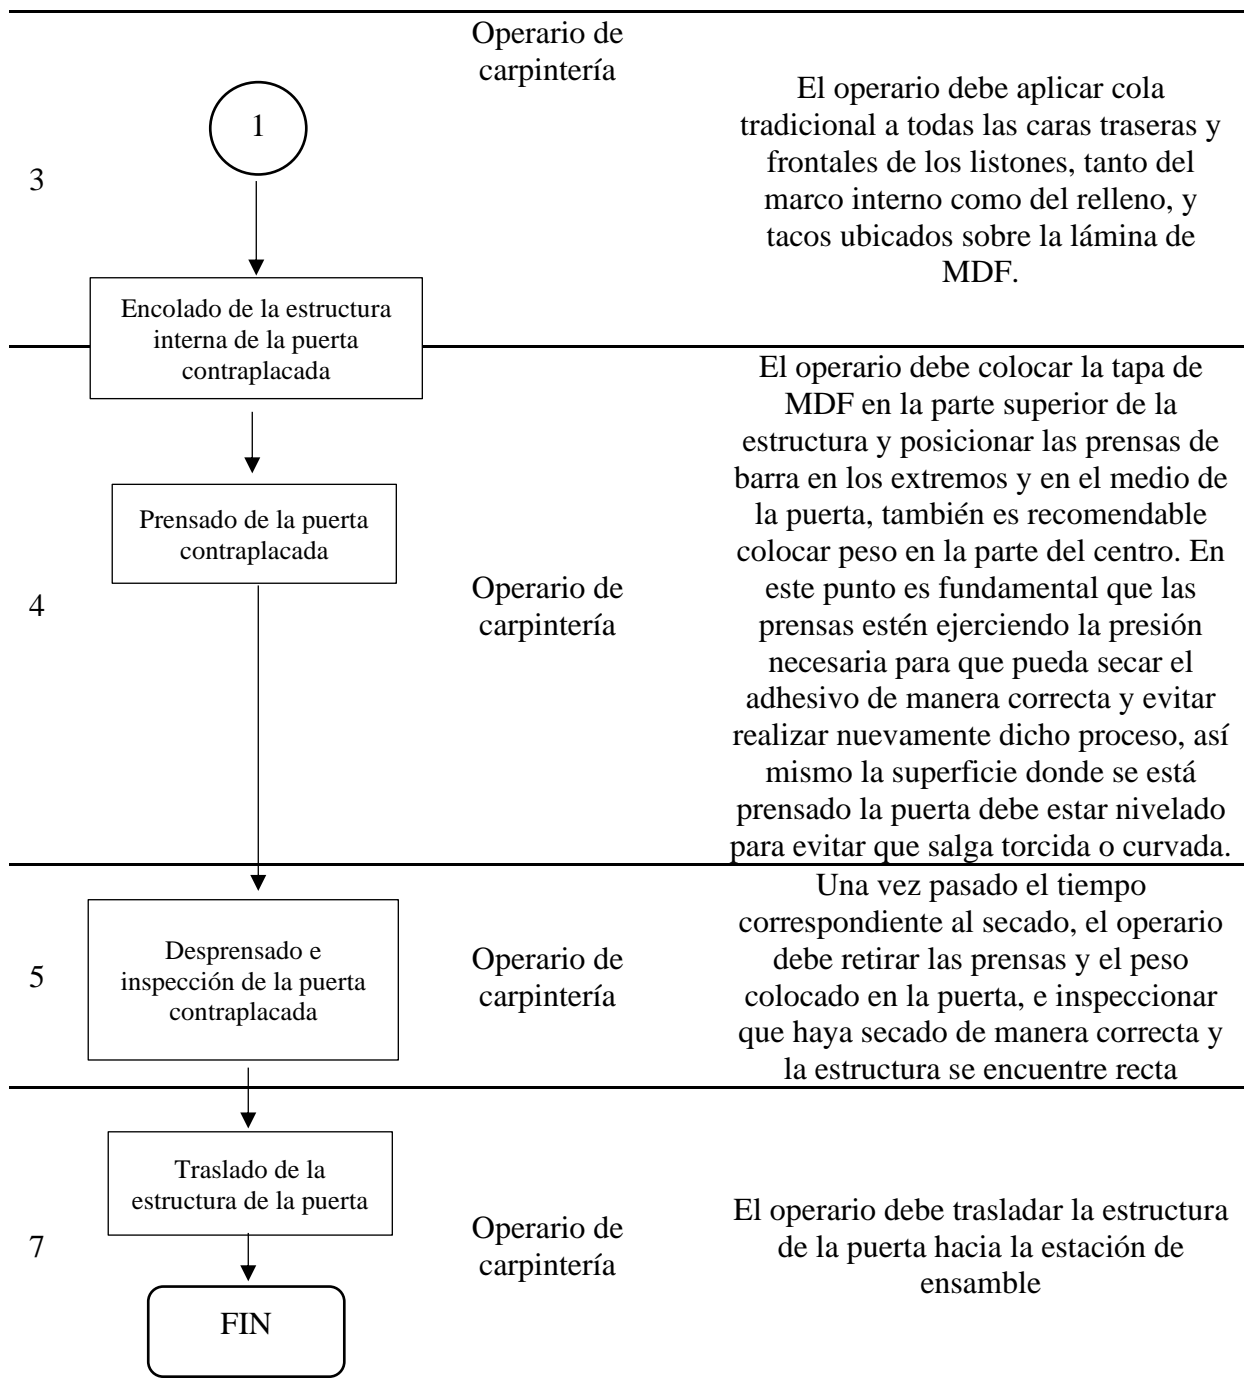 3
1
Encolado de la estructura
interna de la puerta
contraplacada
Operario de
carpintería
El operario debe aplicar cola
tradicional a todas las caras traseras y
frontales de los listones, tanto del
marco interno como del relleno, y
tacos ubicados sobre la lámina de
MDF.
4
Prensado de la puerta
contraplacada
Operario de
carpintería
El operario debe colocar la tapa de
MDF en la parte superior de la
estructura y posicionar las prensas de
barra en los extremos y en el medio de
la puerta, también es recomendable
colocar peso en la parte del centro. En
este punto es fundamental que las
prensas estén ejerciendo la presión
necesaria para que pueda secar el
adhesivo de manera correcta y evitar
realizar nuevamente dicho proceso, así
mismo la superficie donde se está
prensado la puerta debe estar nivelado
para evitar que salga torcida o curvada.
5
Desprensado e
inspección de la puerta
contraplacada
Operario de
carpintería
Una vez pasado el tiempo
correspondiente al secado, el operario
debe retirar las prensas y el peso
colocado en la puerta, e inspeccionar
que haya secado de manera correcta y
la estructura se encuentre recta
7
Traslado de la
estructura de la puerta
FIN
Operario de
carpintería
El operario debe trasladar la estructura
de la puerta hacia la estación de
ensamble